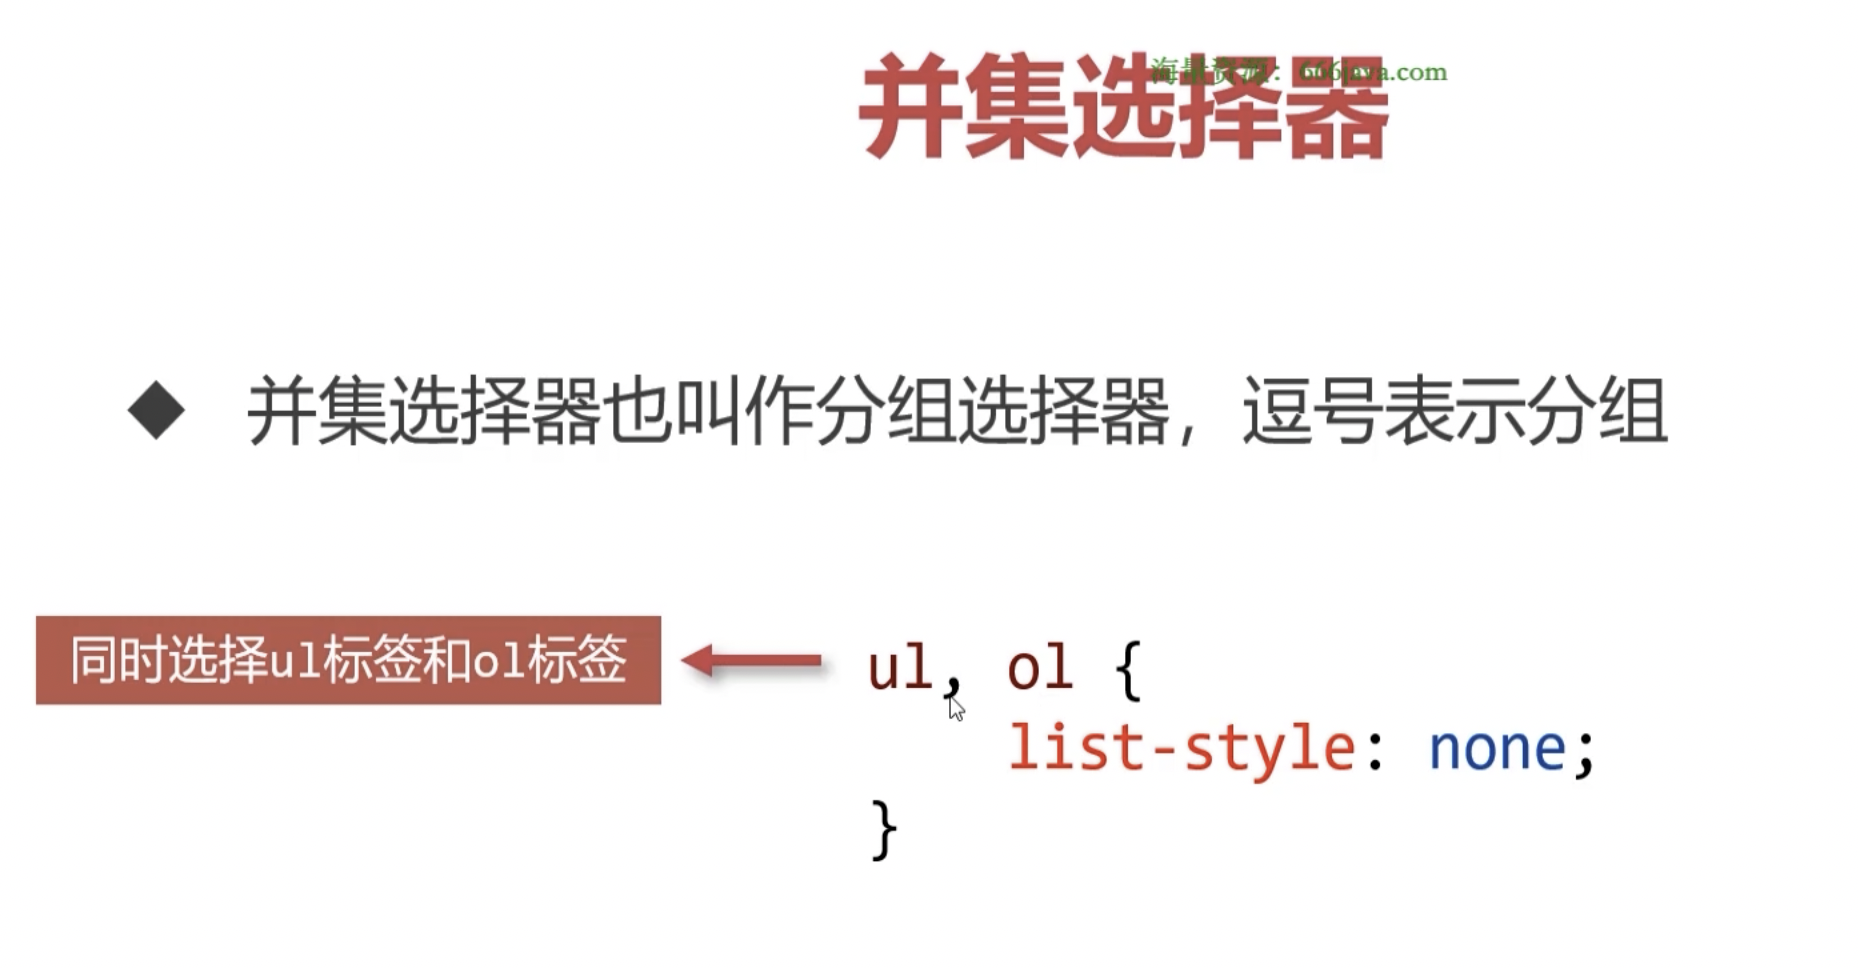 海量资源：666java.com
并集选择器
◆ 并集选择器也叫作分组选择器，逗号表示分组
同时选择ul标签和ol标签
ul, ol {
    list-style: none;
}